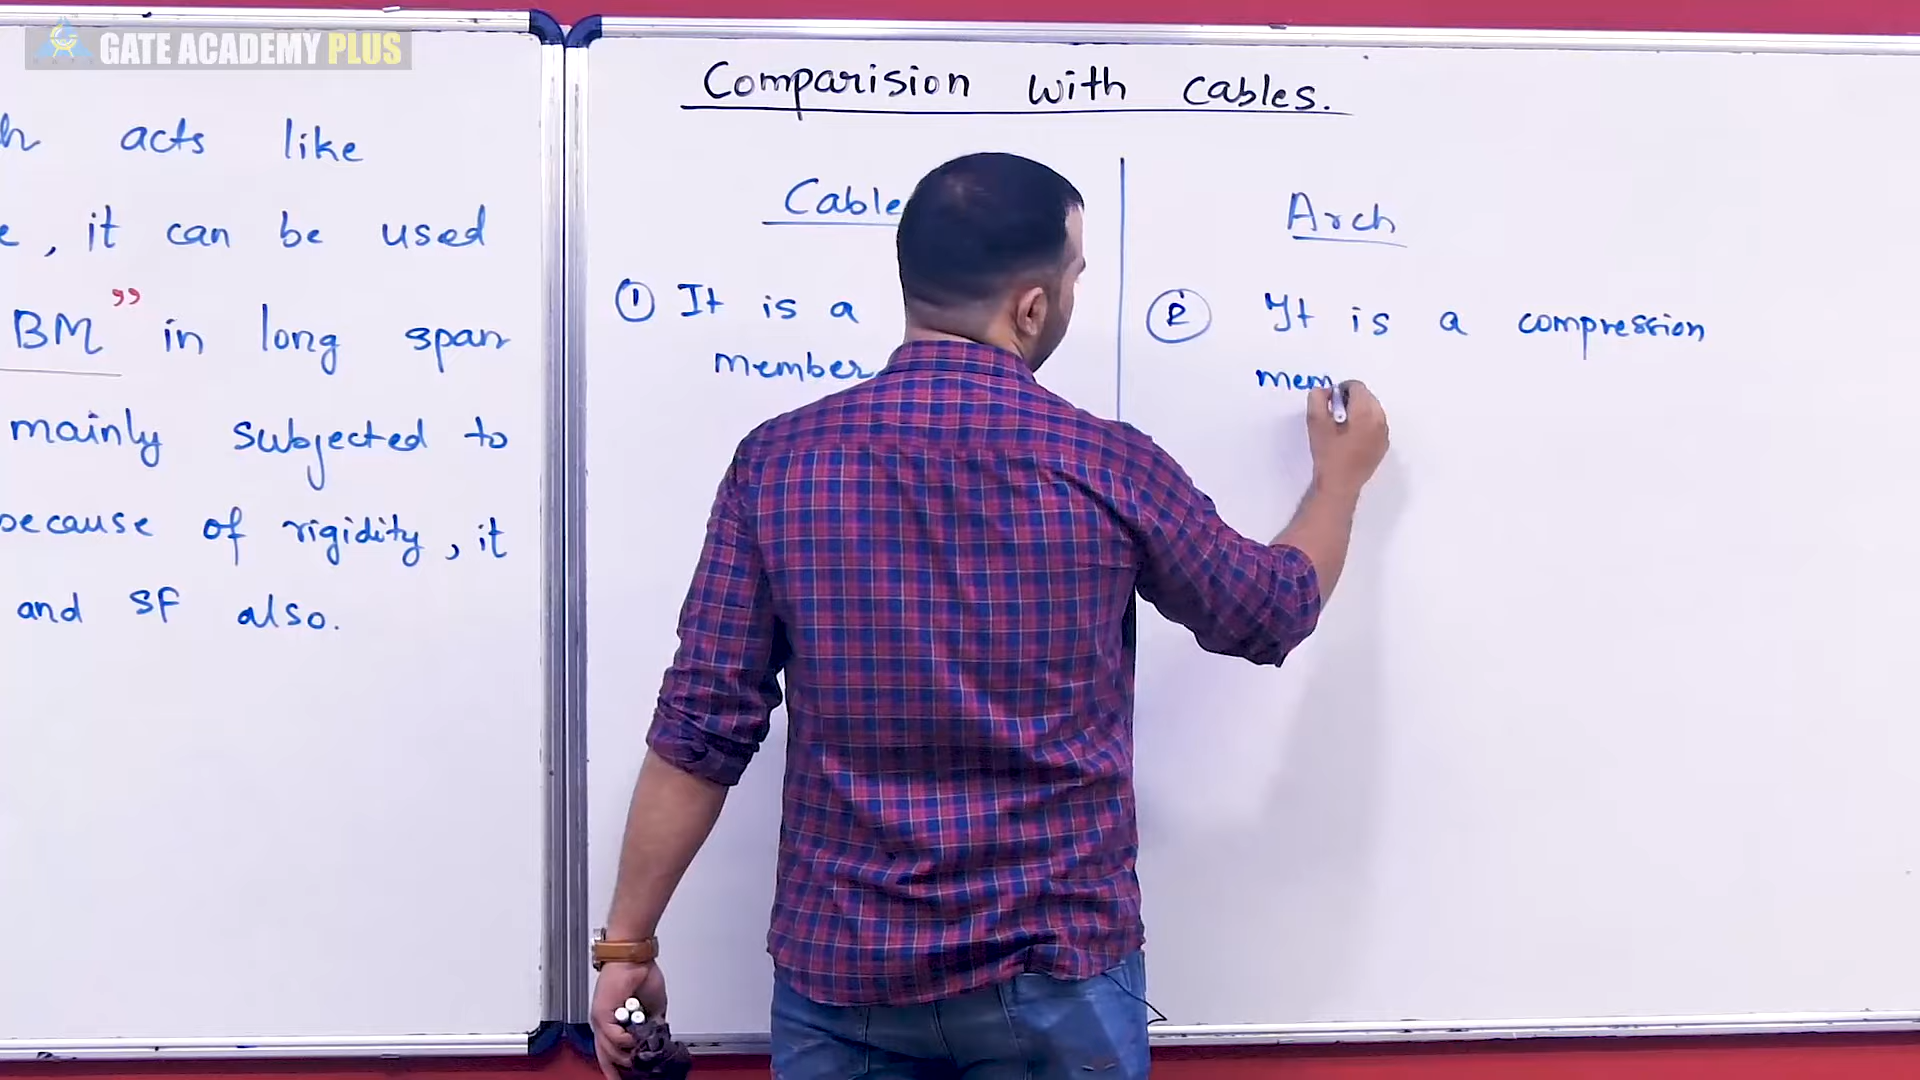 GATE ACADEMY PLUS
acts like
, it can be used
BM" in long span
mainly subjected to
because of rigidity, it
and SF also.
Comparision with cables.
Cable
① It is a
member
Arch
It is a compression
mem